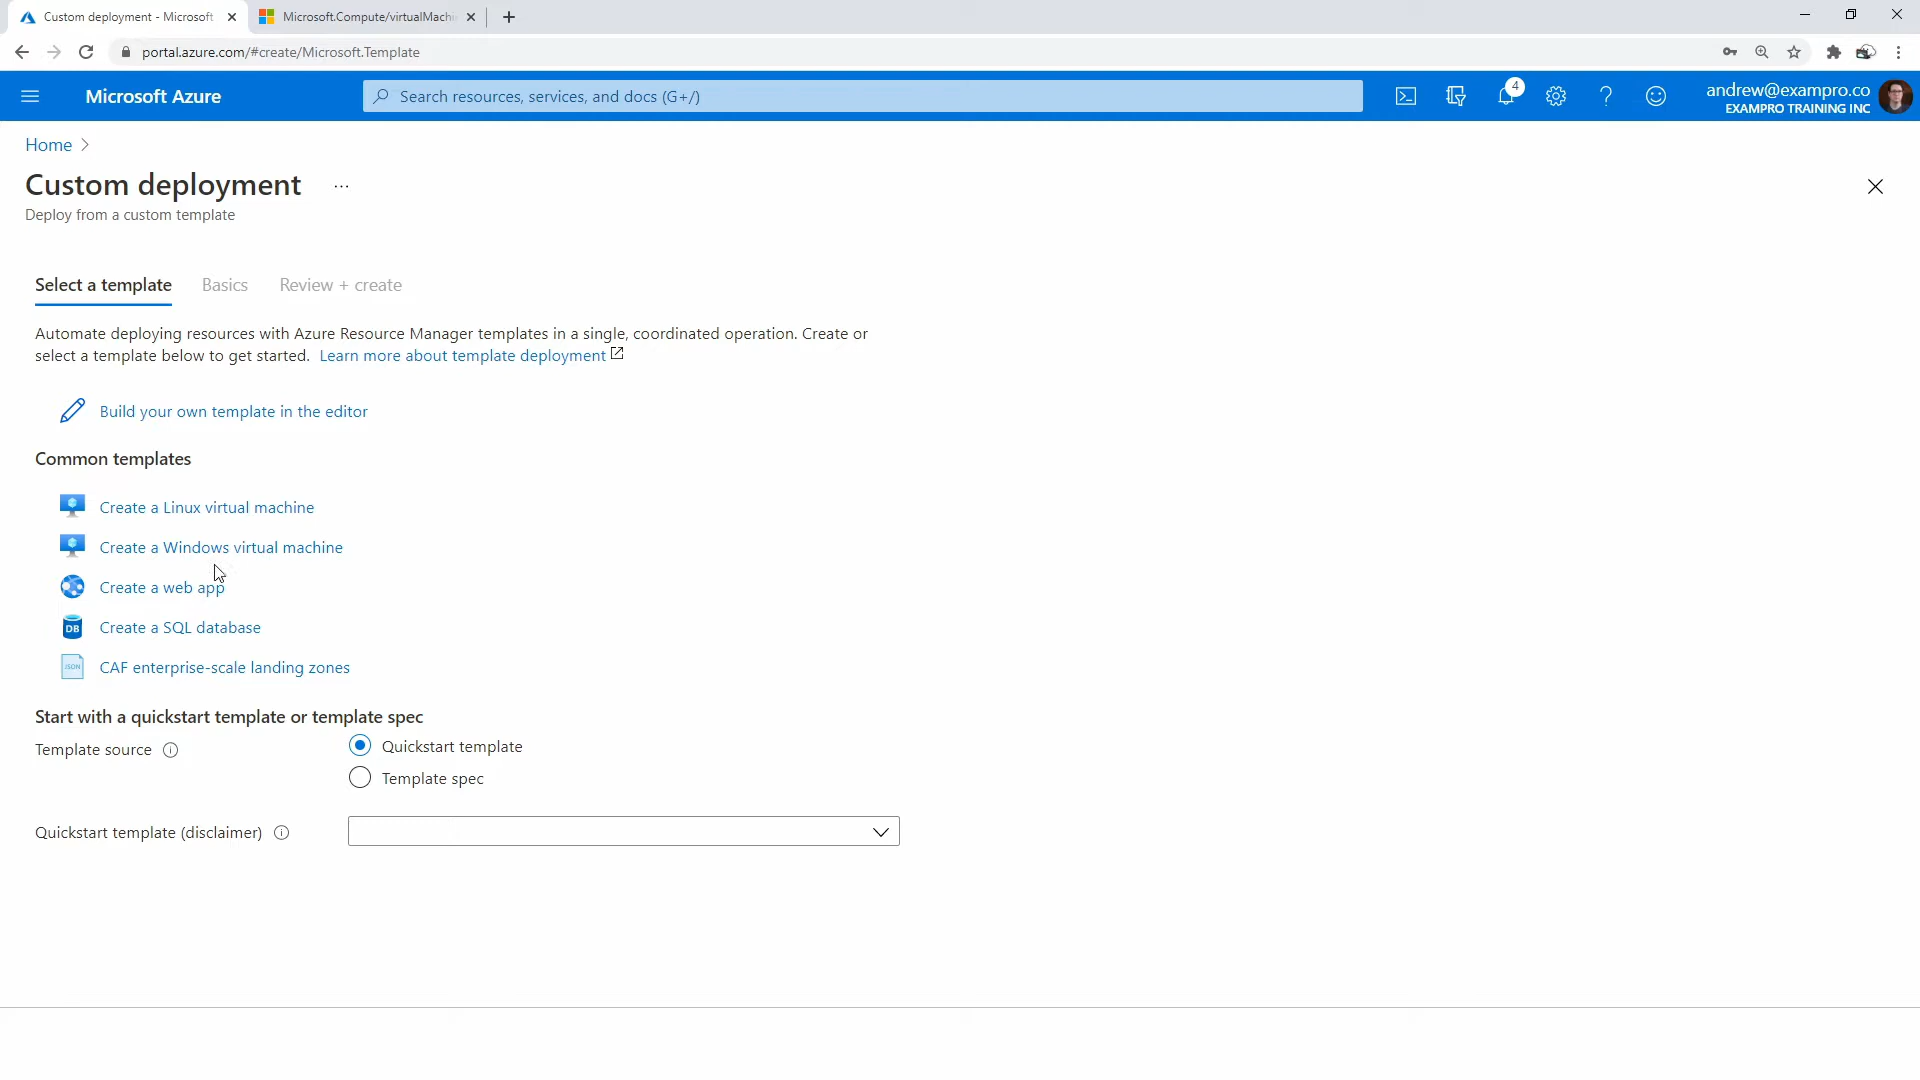 Custom deployment - Microsoft
Microsoft.Compute/virtualMachi
portal.azure.com/#create/Microsoft.Template
Microsoft Azure
Search resources, services, and docs (G+/)
4
andrew@exampro.co
EXAMPRO TRAINING INC
Home
Custom deployment ...
Deploy from a custom template
Select a template Basics Review + create
Automate deploying resources with Azure Resource Manager templates in a single, coordinated operation. Create or
select a template below to get started. Learn more about template deployment
Build your own template in the editor
Common templates
Create a Linux virtual machine
Create a Windows virtual machine
Create a web app
DB Create a SQL database
JSON CAF enterprise-scale landing zones
Start with a quickstart template or template spec
Template source
Quickstart template
Template spec
Quickstart template (disclaimer)